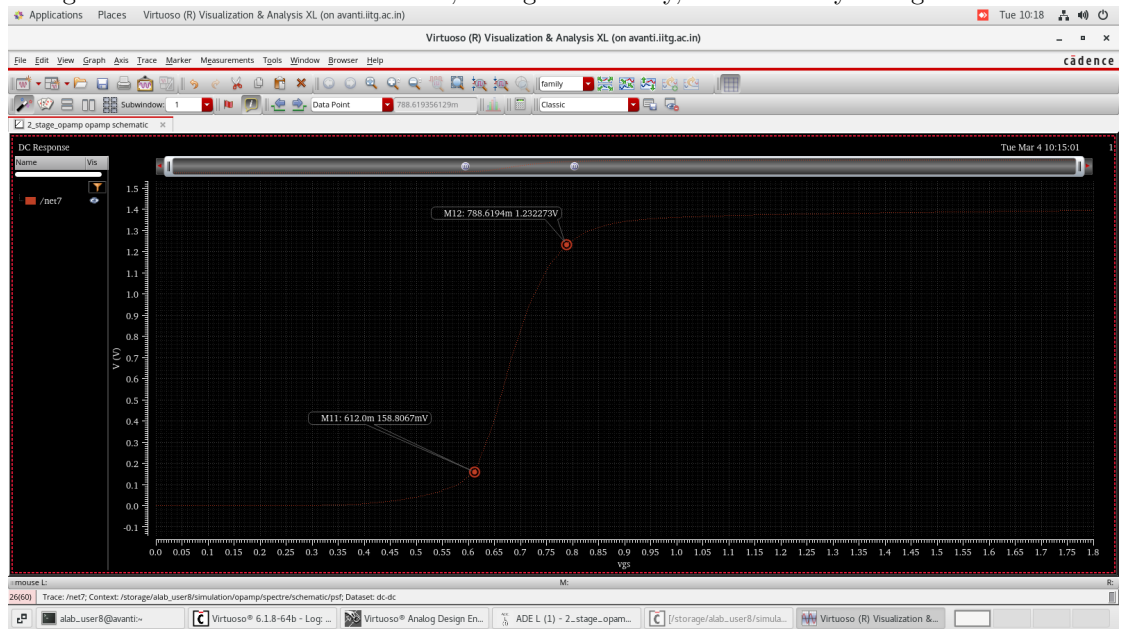 Applications Places Virtuoso (R) Visualization & Analysis XL (on avanti.iitg.ac.in) Tue 10:18
Virtuoso (R) Visualization & Analysis XL (on avanti.iitg.ac.in)
File Edit View Graph Axis Trace Marker Measurements Tools Window Browser Help cādence
family
Subwindow: 1 Data Point 788.619356129m Classic
2_stage_opamp opamp schematic
DC Response Tue Mar 4 10:15:01 1
Name Vis
/net7
M12: 788.6194m 1.232273V
M11: 612.0m 158.8067mV
V (V)
1.5
1.4
1.3
1.2
1.1
1.0
0.9
0.8
0.7
0.6
0.5
0.4
0.3
0.2
0.1
0.0
-0.1
0.0 0.05 0.1 0.15 0.2 0.25 0.3 0.35 0.4 0.45 0.5 0.55 0.6 0.65 0.7 0.75 0.8 0.85 0.9 0.95 1.0 1.05 1.1 1.15 1.2 1.25 1.3 1.35 1.4 1.45 1.5 1.55 1.6 1.65 1.7 1.75 1.8
vgs
mouse L: M: R:
26(60) Trace: /net7; Context: /storage/alab_user8/simulation/opamp/spectre/schematic/psf; Dataset: dc-dc
alab_user8@avanti:~ Virtuoso® 6.1.8-64b - Log: ... Virtuoso® Analog Design En... ADE L (1) - 2_stage_opam... [/storage/alab_user8/simula... Virtuoso (R) Visualization &...